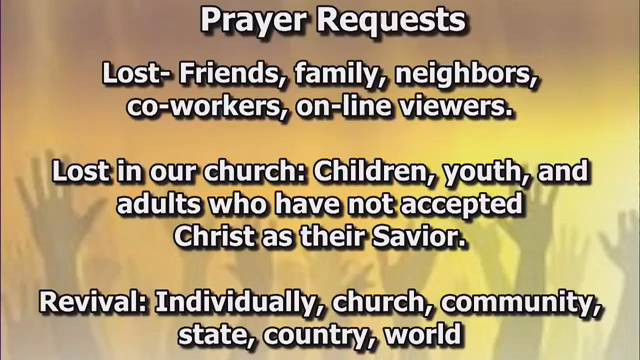 Prayer Requests
Lost- Friends, family, neighbors,
co-workers, on-line viewers.
Lost in our church: Children, youth, and
adults who have not accepted
Christ as their Savior.
Revival: Individually, church, community,
state, country, world